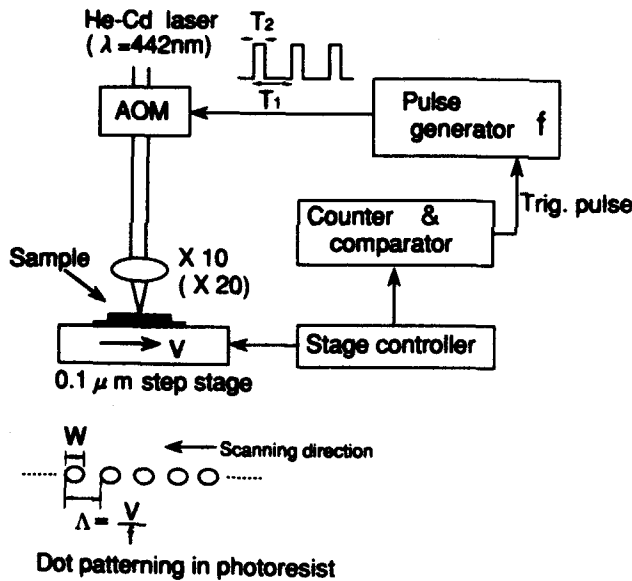 He-Cd laser
( λ=442nm)
T2
T1
AOM
Pulse
generator f
Trig. pulse
Counter &
comparator
Sample
X 10
( X 20)
V
Stage controller
0.1 μ m step stage
W
Scanning direction
Λ = V/f
Dot patterning in photoresist